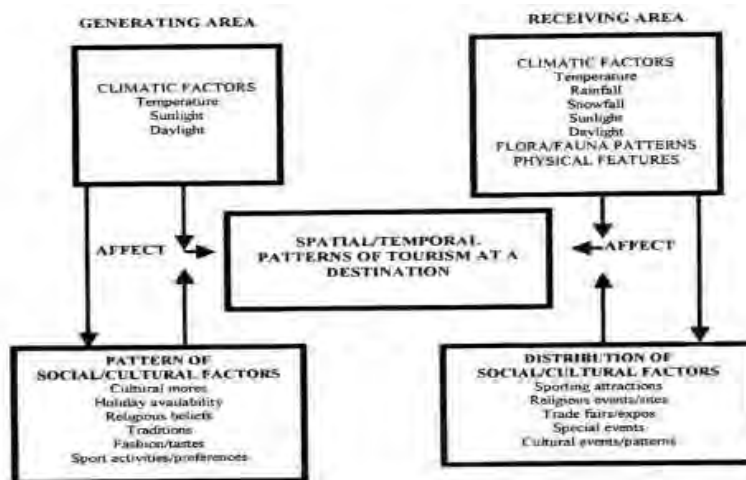 GENERATING AREA
CLIMATIC FACTORS
Temperature
Sunlight
Daylight
RECEIVING AREA
CLIMATIC FACTORS
Temperature
Rainfall
Snowfall
Sunlight
Daylight
FLORA/FAUNA PATTERNS
PHYSICAL FEATURES
AFFECT
SPATIAL/TEMPORAL
PATTERNS OF TOURISM AT A
DESTINATION
AFFECT
PATTERN OF
SOCIAL/CULTURAL FACTORS
Cultural mores
Holiday availability
Religious beliefs
Traditions
Fashion/tastes
Sport activities/preferences
DISTRIBUTION OF
SOCIAL/CULTURAL FACTORS
Sporting attractions
Religious events/sites
Trade fairs/expos
Special events
Cultural events/patterns